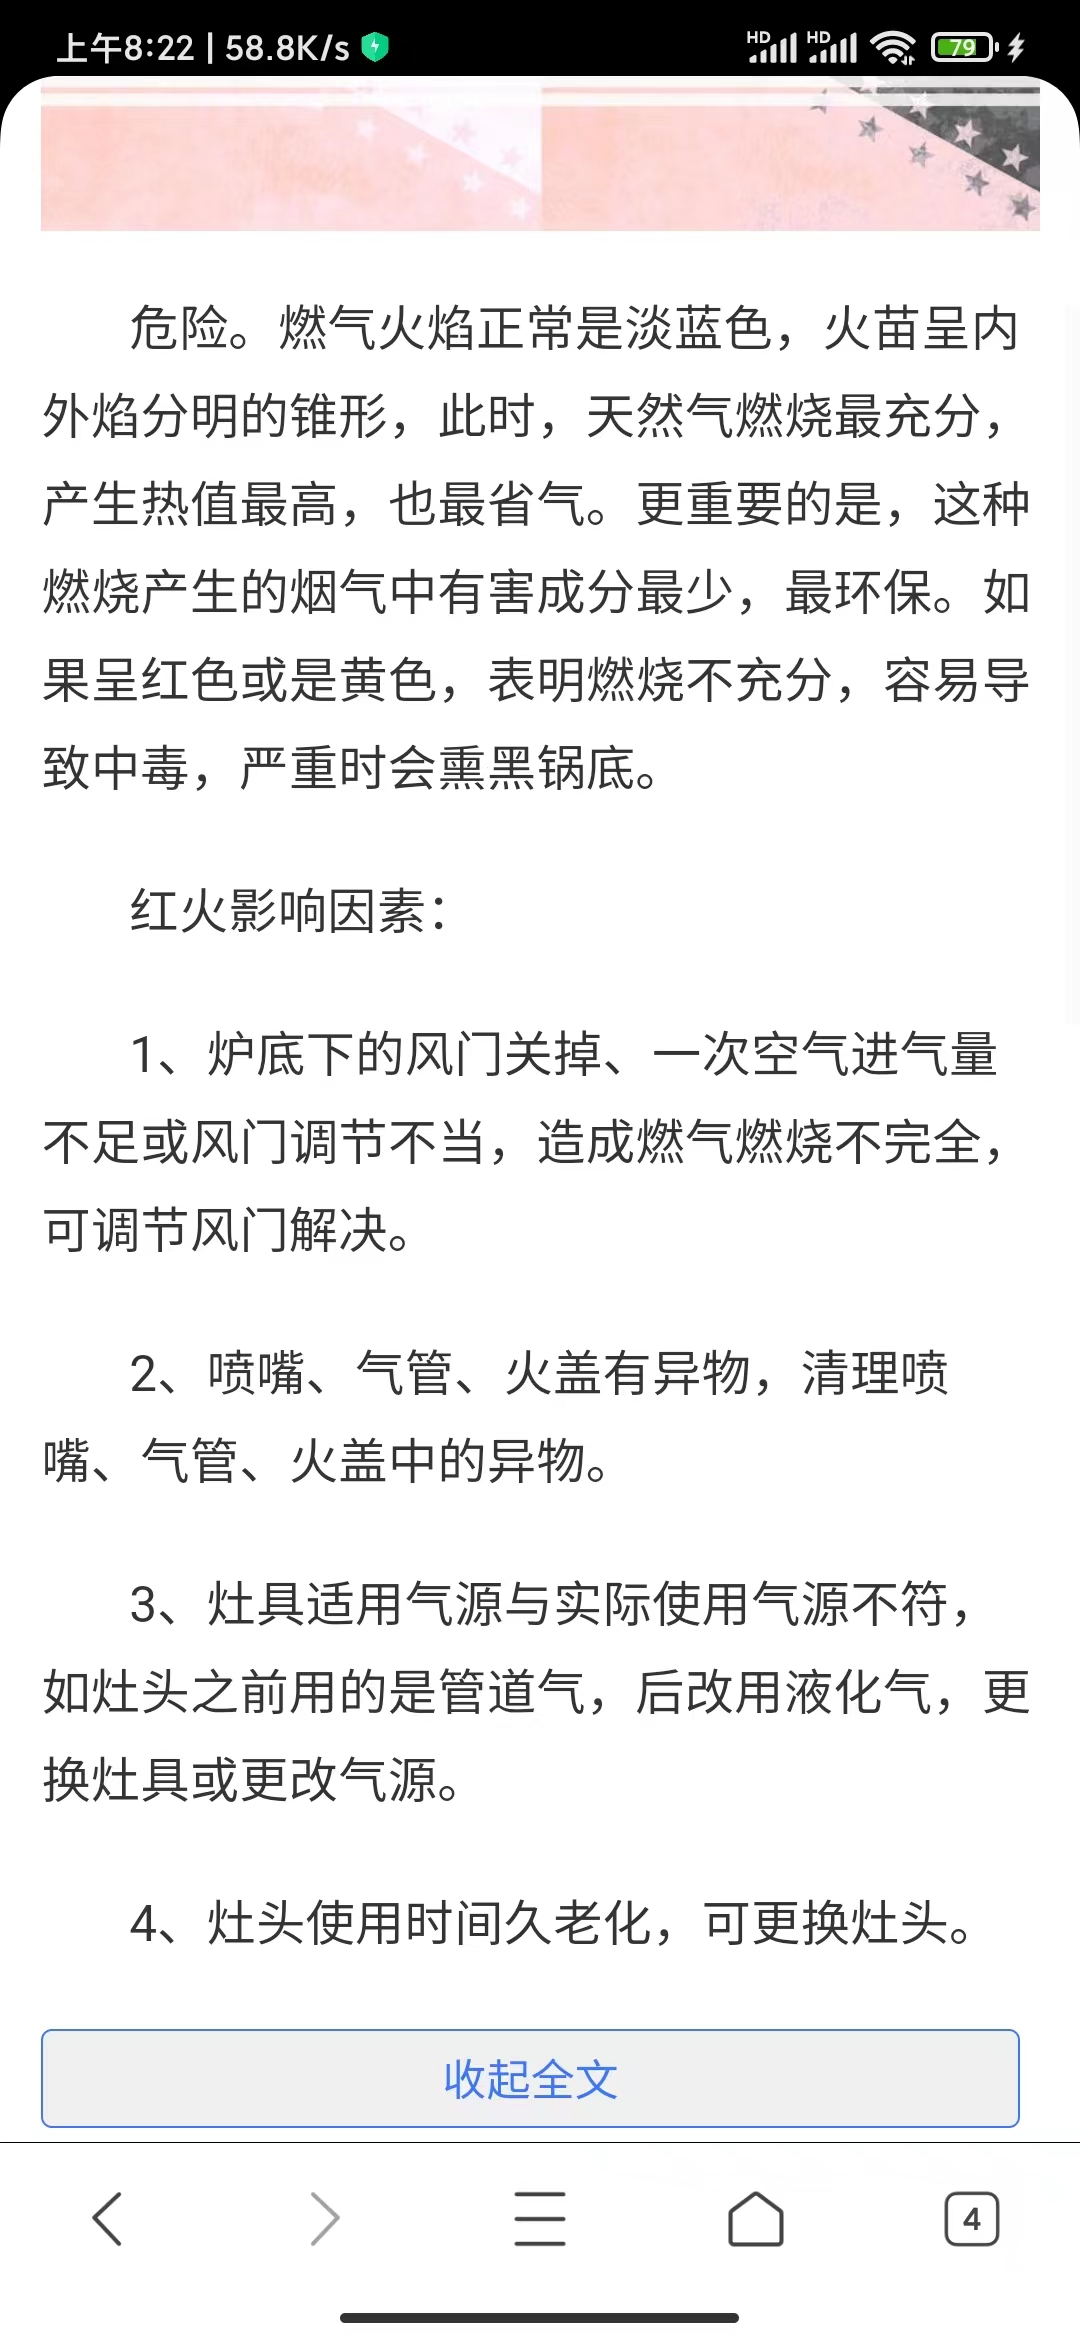 上午8:22 | 58.8K/s
HD HD 79
危险。燃气火焰正常是淡蓝色，火苗呈内
外焰分明的锥形，此时，天然气燃烧最充分，
产生热值最高，也最省气。更重要的是，这种
燃烧产生的烟气中有害成分最少，最环保。如
果呈红色或是黄色，表明燃烧不充分，容易导
致中毒，严重时会熏黑锅底。
红火影响因素：
1、炉底下的风门关掉、一次空气进气量
不足或风门调节不当，造成燃气燃烧不完全，
可调节风门解决。
2、喷嘴、气管、火盖有异物，清理喷
嘴、气管、火盖中的异物。
3、灶具适用气源与实际使用气源不符，
如灶头之前用的是管道气，后改用液化气，更
换灶具或更改气源。
4、灶头使用时间久老化，可更换灶头。
收起全文
4